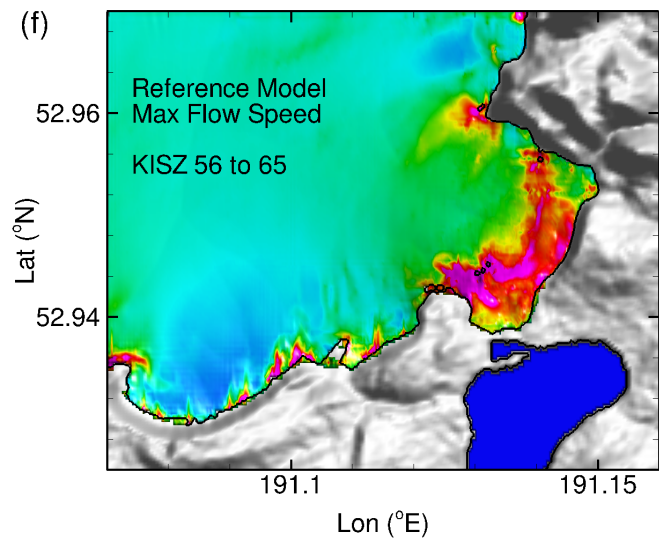 (f)
Reference Model
Max Flow Speed
KISZ 56 to 65
52.96
Lat (°N)
52.94
191.1
191.15
Lon (°E)